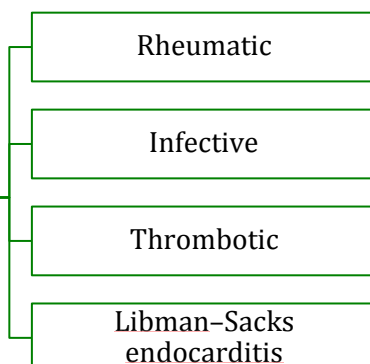 Rheumatic
Infective
Thrombotic
Libman–Sacks
endocarditis